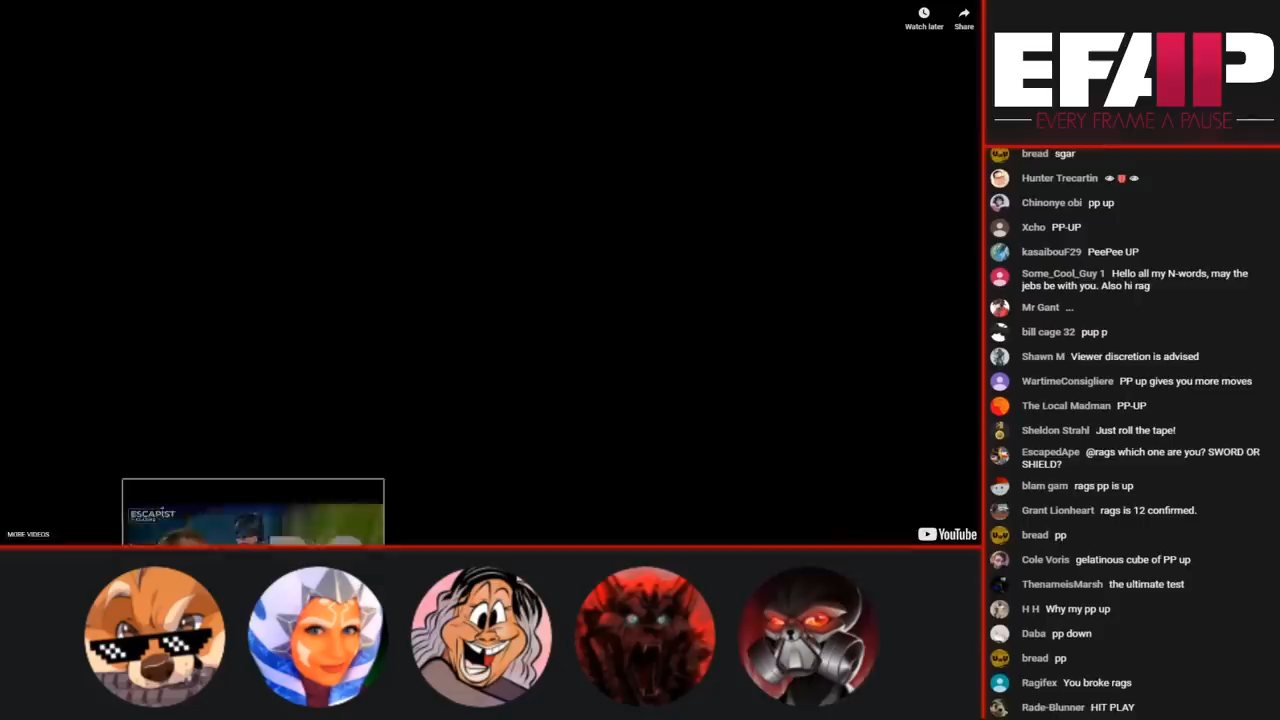 Watch later
Share
ESCAPIST
MORE VIDEOS
YouTube
EFAP
EVERY FRAME A PAUSE
bread sgar
Hunter Trecartin
Chinonye obi pp up
Xcho PP-UP
kasaibouF29 PeePee UP
Some_Cool_Guy 1 Hello all my N-words, may the
jebs be with you. Also hi rag
Mr Gant ...
bill cage 32 pup p
Shawn M Viewer discretion is advised
WartimeConsigliere PP up gives you more moves
The Local Madman PP-UP
Sheldon Strahl Just roll the tape!
EscapedApe @rags which one are you? SWORD OR
SHIELD?
blam gam rags pp is up
Grant Lionheart rags is 12 confirmed.
bread pp
Cole Voris gelatinous cube of PP up
ThenameisMarsh the ultimate test
H H Why my pp up
Daba pp down
bread pp
Ragifex You broke rags
Rade-Blunner HIT PLAY